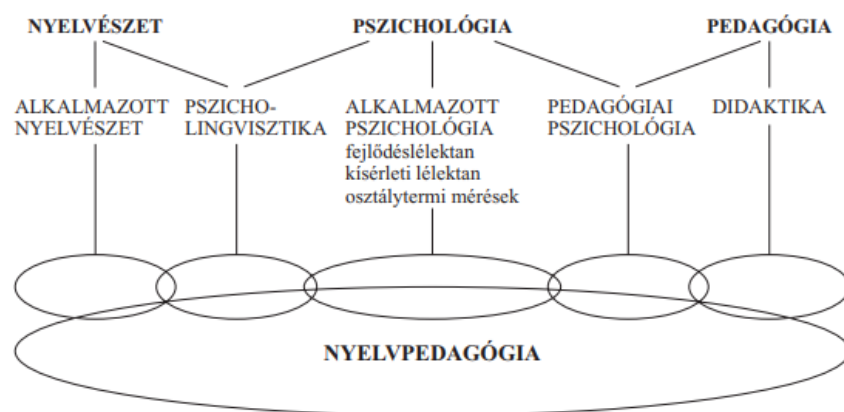 NYELVÉSZET PSZICHOLÓGIA PEDAGÓGIA
ALKALMAZOTT NYELVÉSZET
PSZICHO-
LINGVISZTIKA
ALKALMAZOTT
PSZICHOLÓGIA
fejlődéslélektan
kísérleti lélektan
osztálytermi mérések
PEDAGÓGIAI
PSZICHOLÓGIA
DIDAKTIKA
NYELVPEDAGÓGIA